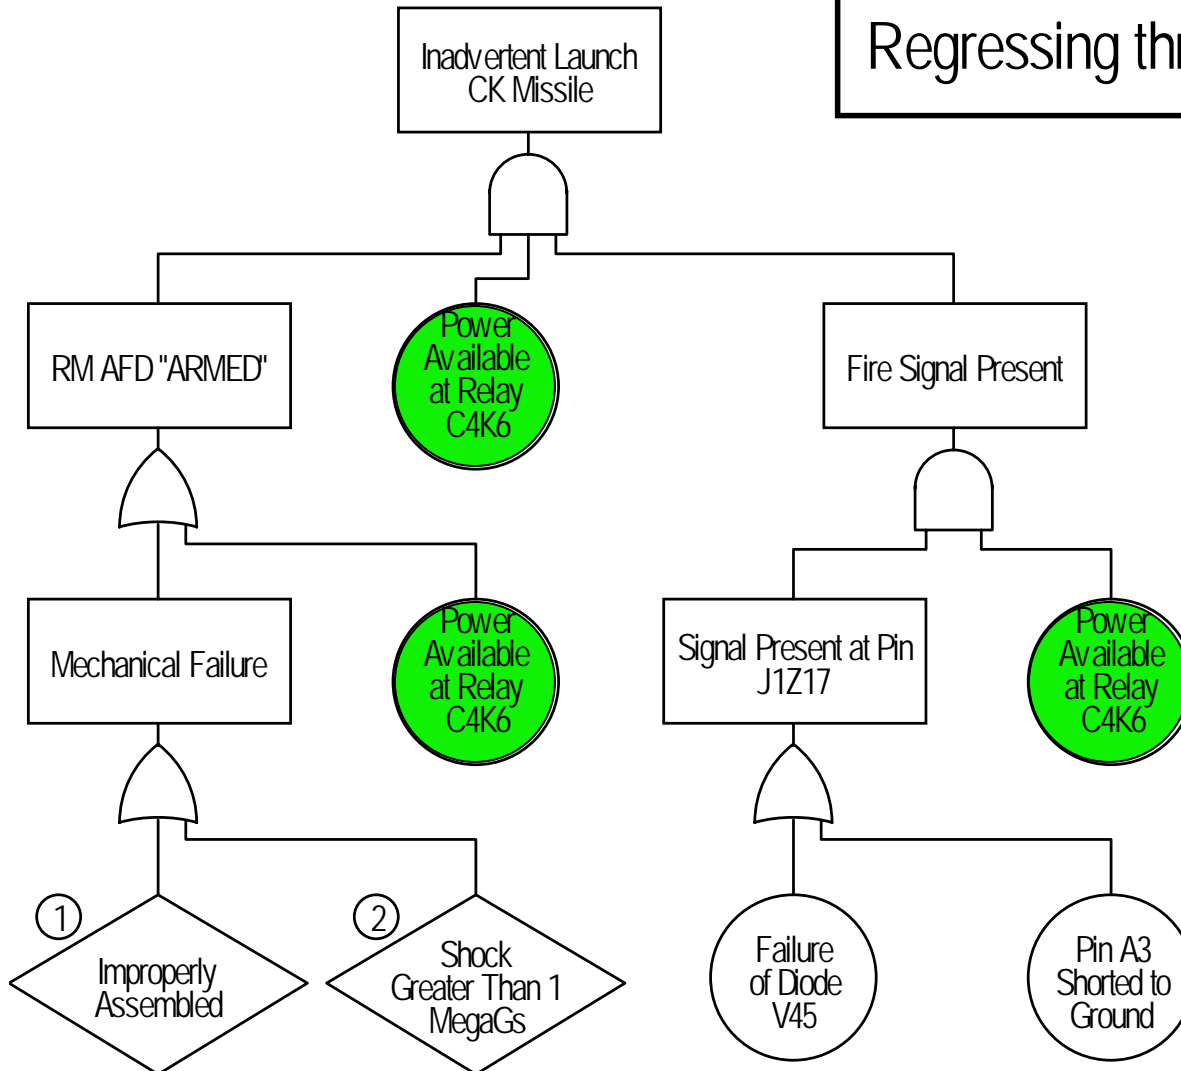 Regressing thr
Inadvertent Launch
CK Missile
RM AFD "ARMED"
Power
Available
at Relay
C4K6
Fire Signal Present
Mechanical Failure
Power
Available
at Relay
C4K6
Signal Present at Pin
J1Z17
Power
Available
at Relay
C4K6
1
Improperly
Assembled
2
Shock
Greater Than 1
MegaGs
Failure
of Diode
V45
Pin A3
Shorted to
Ground